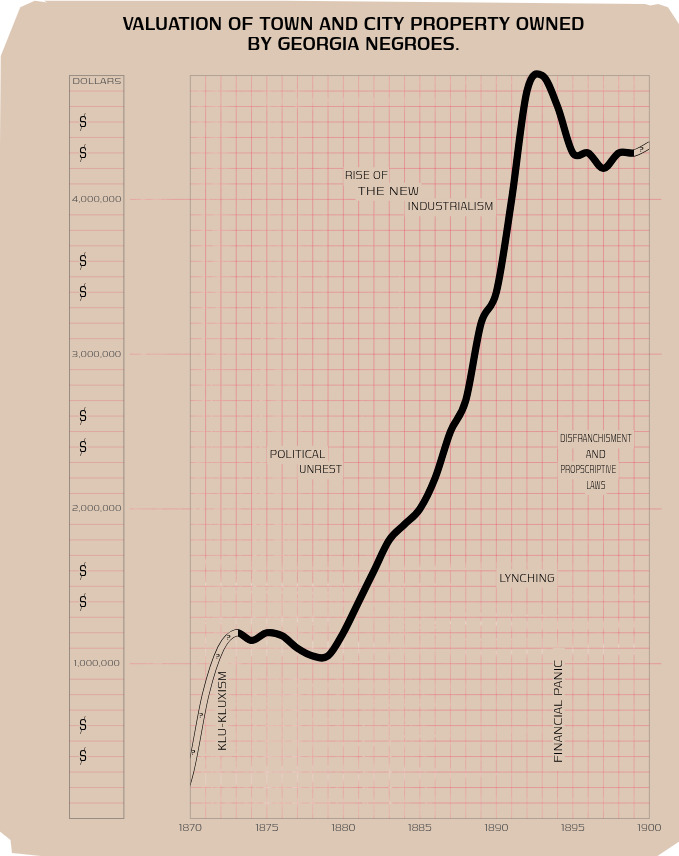 VALUATION OF TOWN AND CITY PROPERTY OWNED
BY GEORGIA NEGROES.
DOLLARS
$
$
4,000,000
$
$
3,000,000
$
$
2,000,000
$
$
1,000,000
$
$
RISE OF
THE NEW
INDUSTRIALISM
POLITICAL
UNREST
DISFRANCHISMENT
AND
PROPSCRIPTIVE
LAWS
LYNCHING
KLU-KLUXISM
FINANCIAL PANIC
?
?
?
?
?
1870
1875
1880
1885
1890
1895
1900